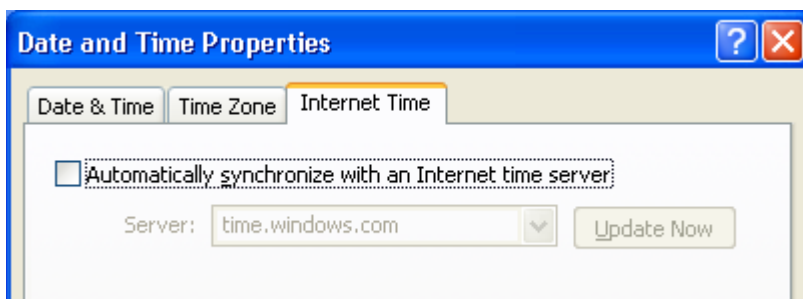 Date and Time Properties
Date & Time Time Zone Internet Time
Automatically synchronize with an Internet time server
Server: time.windows.com Update Now